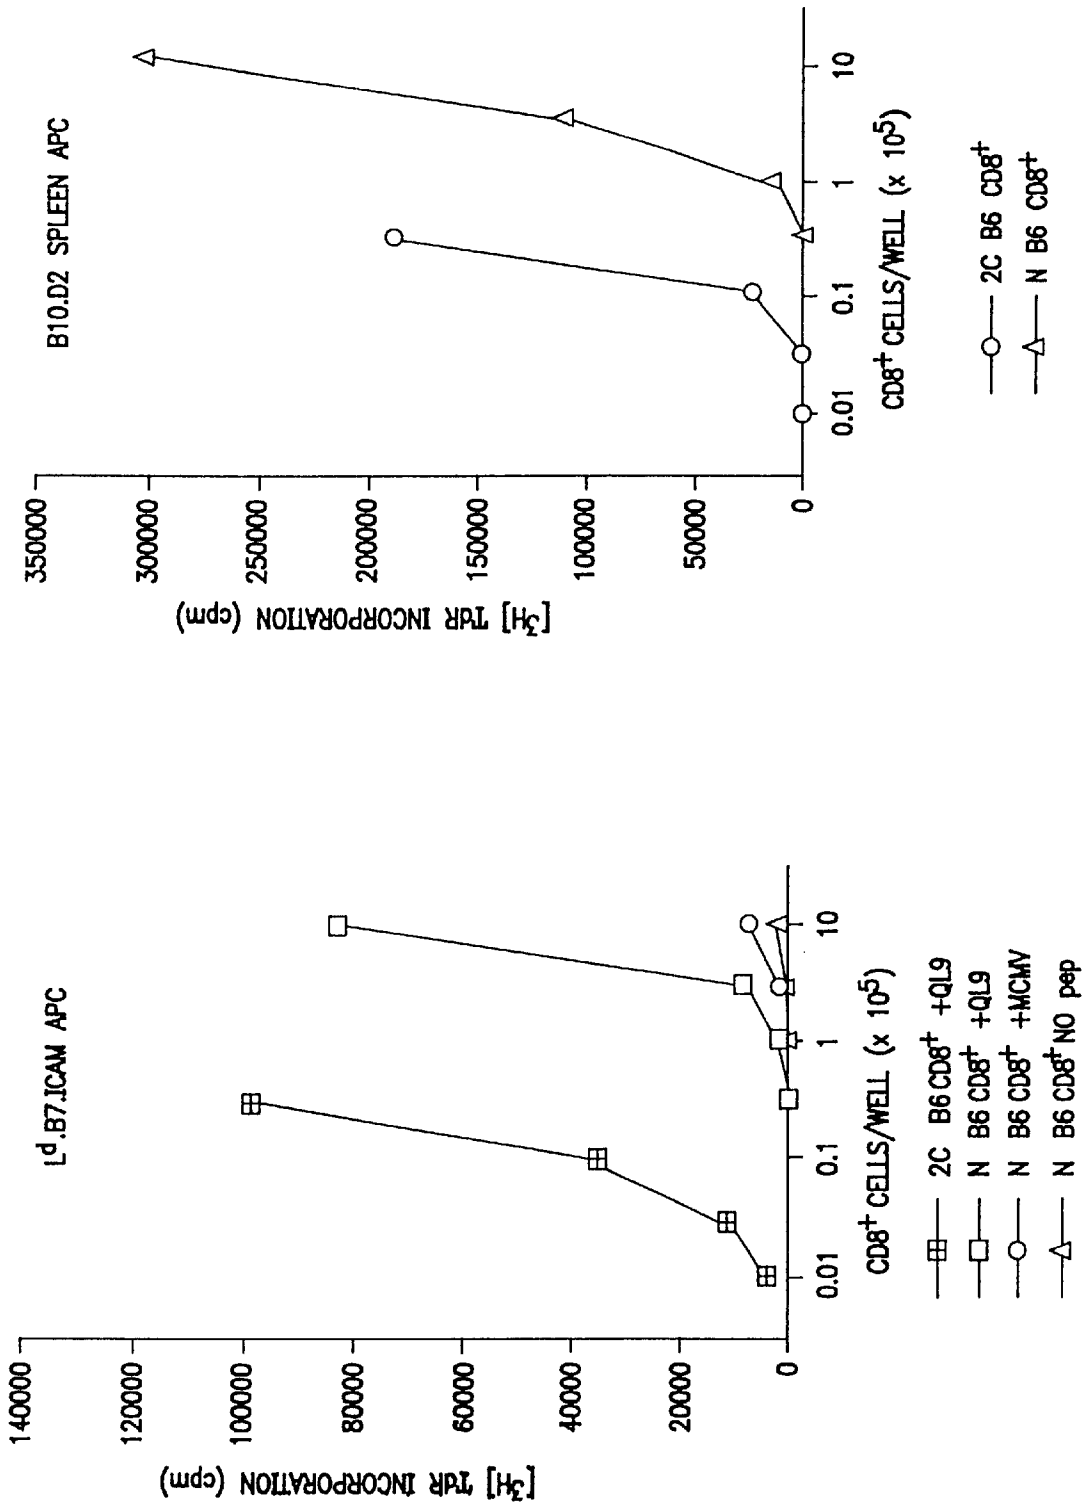 Lᵈ.B7.ICAM APC
[³H] TdR INCORPORATION (cpm)
140000
120000
100000
80000
60000
40000
20000
0
0.01
0.1
1
10
CD8⁺ CELLS/WELL (x 10⁵)
2C B6 CD8⁺ +QL9
N B6 CD8⁺ +QL9
N B6 CD8⁺ +MCMV
N B6 CD8⁺ NO pep
B10.D2 SPLEEN APC
[³H] TdR INCORPORATION (cpm)
350000
300000
250000
200000
150000
100000
50000
0
0.01
0.1
1
10
CD8⁺ CELLS/WELL (x 10⁵)
2C B6 CD8⁺
N B6 CD8⁺